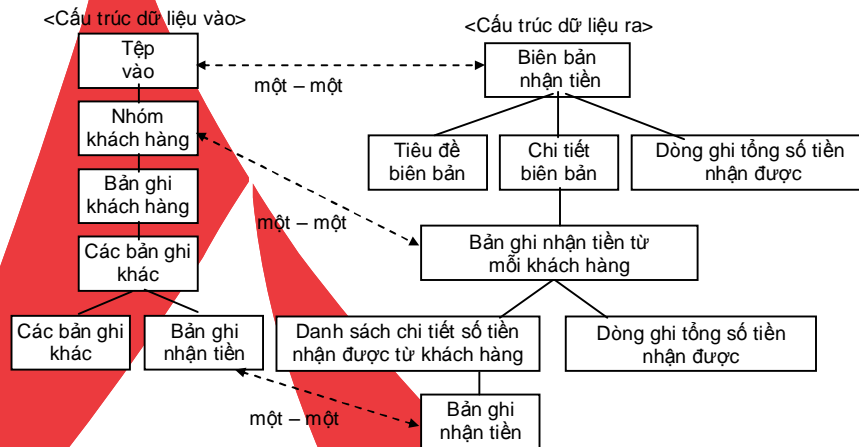 <Cấu trúc dữ liệu vào>
Tệp
vào
Nhóm
khách hàng
Bản ghi
khách hàng
Các bản ghi
khác
Các bản ghi
khác
Bản ghi
nhận tiền
một – một
một – một
một – một
<Cấu trúc dữ liệu ra>
Biên bản
nhận tiền
Tiêu đề
biên bản
Chi tiết
biên bản
Dòng ghi tổng số tiền
nhận được
Bản ghi nhận tiền từ
mỗi khách hàng
Danh sách chi tiết số tiền
nhận được từ khách hàng
Dòng ghi tổng số tiền
nhận được
Bản ghi
nhận tiền